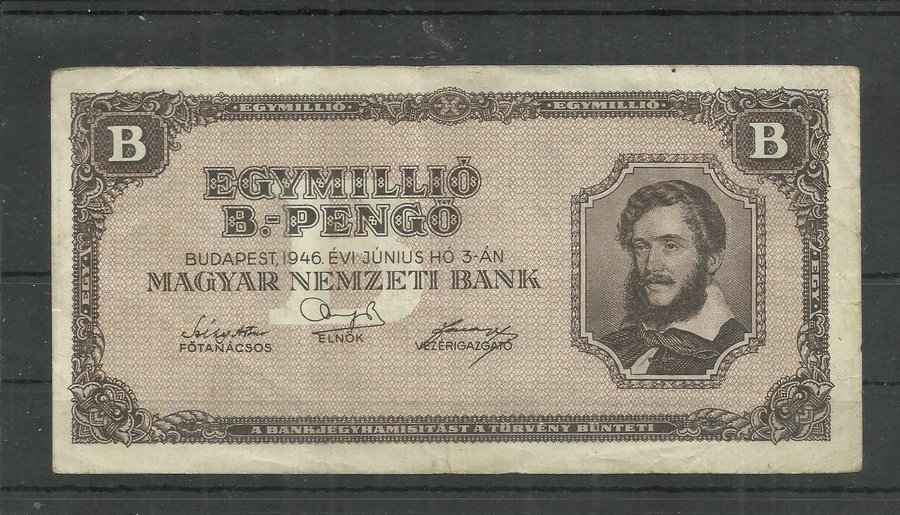 EGYMILLIÓ EGYMILLIÓ
B B
EGYMILLIÓ
B.-PENGŐ
BUDAPEST, 1946. ÉVI JÚNIUS HÓ 3-ÁN
MAGYAR NEMZETI BANK
B
FŐTANÁCSOS ELNÖK VEZÉRIGAZGATÓ
A BANKJEGYHAMISÍTÁST A TÖRVÉNY BÜNTETI